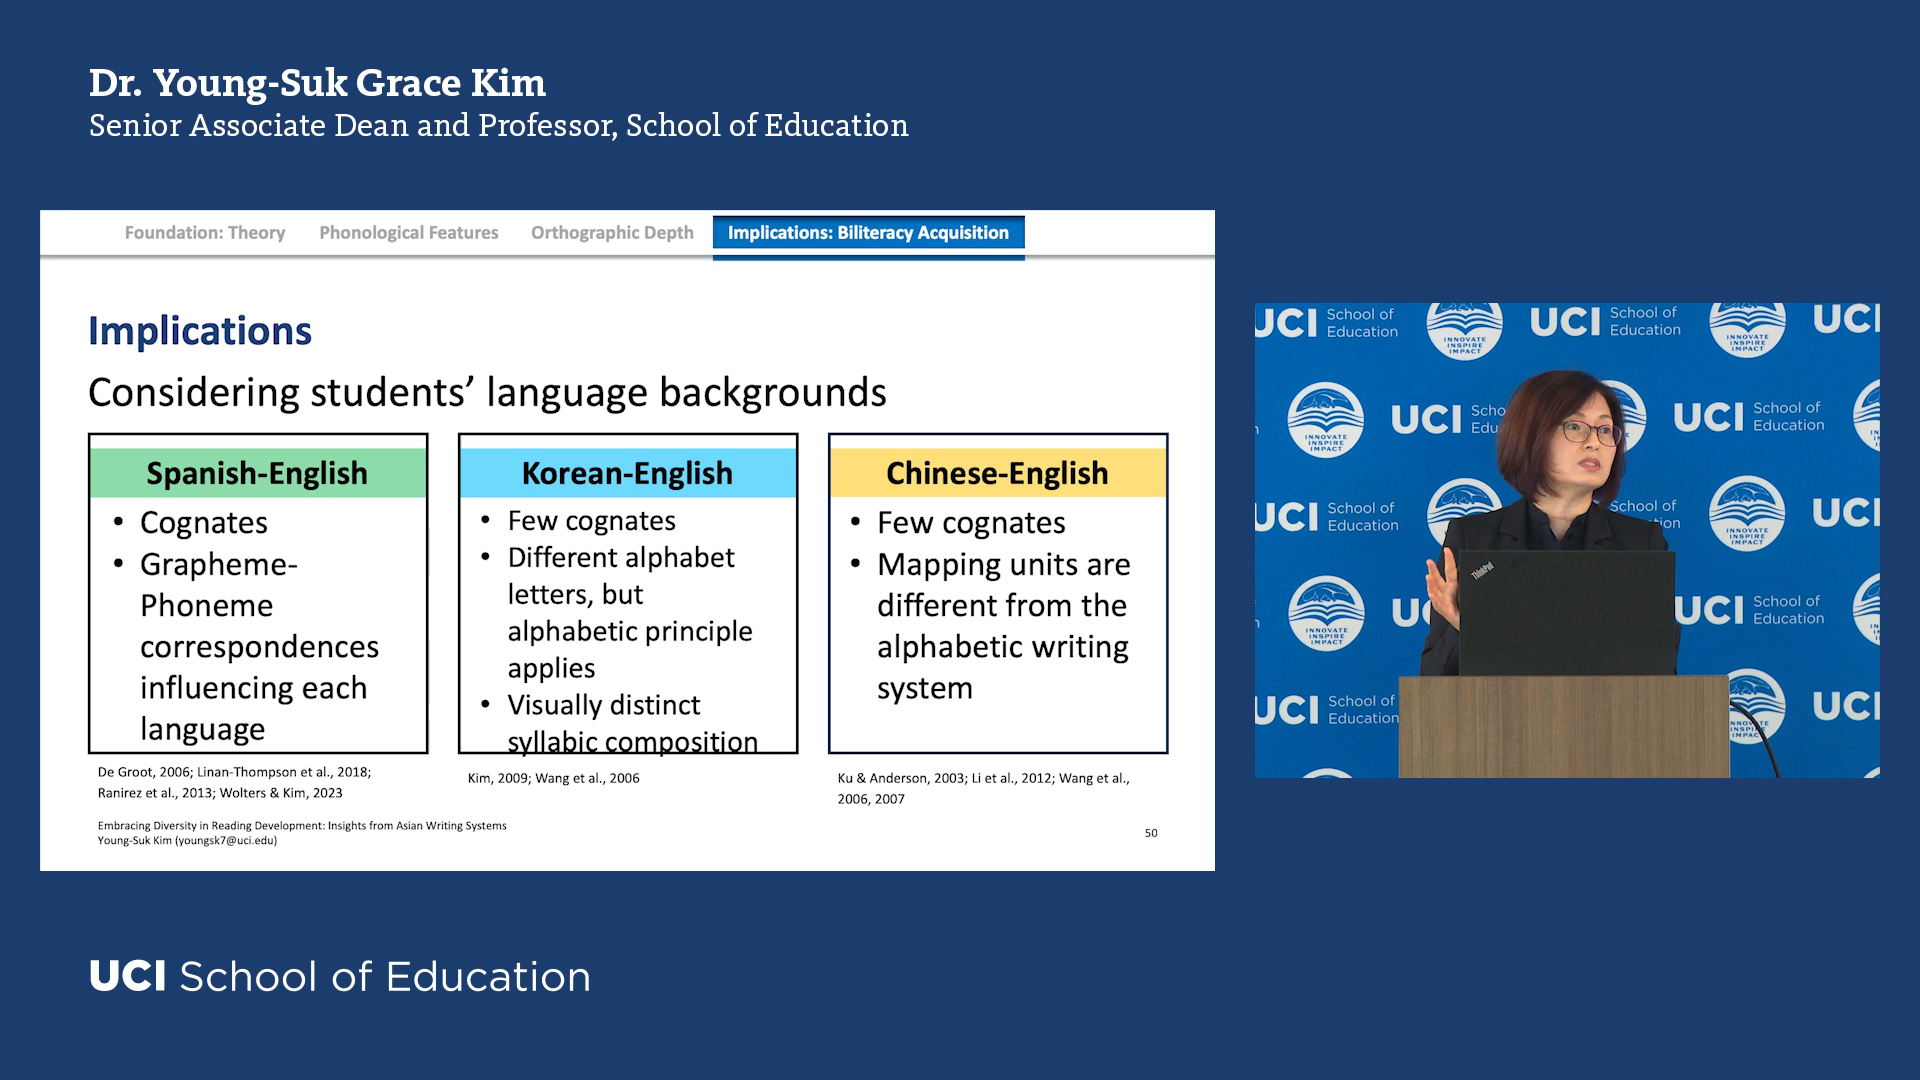 Dr. Young-Suk Grace Kim
Senior Associate Dean and Professor, School of Education
Foundation: Theory
Phonological Features
Orthographic Depth
Implications: Biliteracy Acquisition
Implications
Considering students’ language backgrounds
Spanish-English
• Cognates
• Grapheme-
Phoneme
correspondences
influencing each
language
De Groot, 2006; Linan-Thompson et al., 2018;
Ranirez et al., 2013; Wolters & Kim, 2023
Korean-English
• Few cognates
• Different alphabet
letters, but
alphabetic principle
applies
• Visually distinct
syllabic composition
Kim, 2009; Wang et al., 2006
Chinese-English
• Few cognates
• Mapping units are
different from the
alphabetic writing
system
Ku & Anderson, 2003; Li et al., 2012; Wang et al.,
2006, 2007
Embracing Diversity in Reading Development: Insights from Asian Writing Systems
Young-Suk Kim (youngsk7@uci.edu)
50
UCI School of Education
INNOVATE
INSPIRE
IMPACT
UCI School of Education
ThinkPad
UCI School of Education